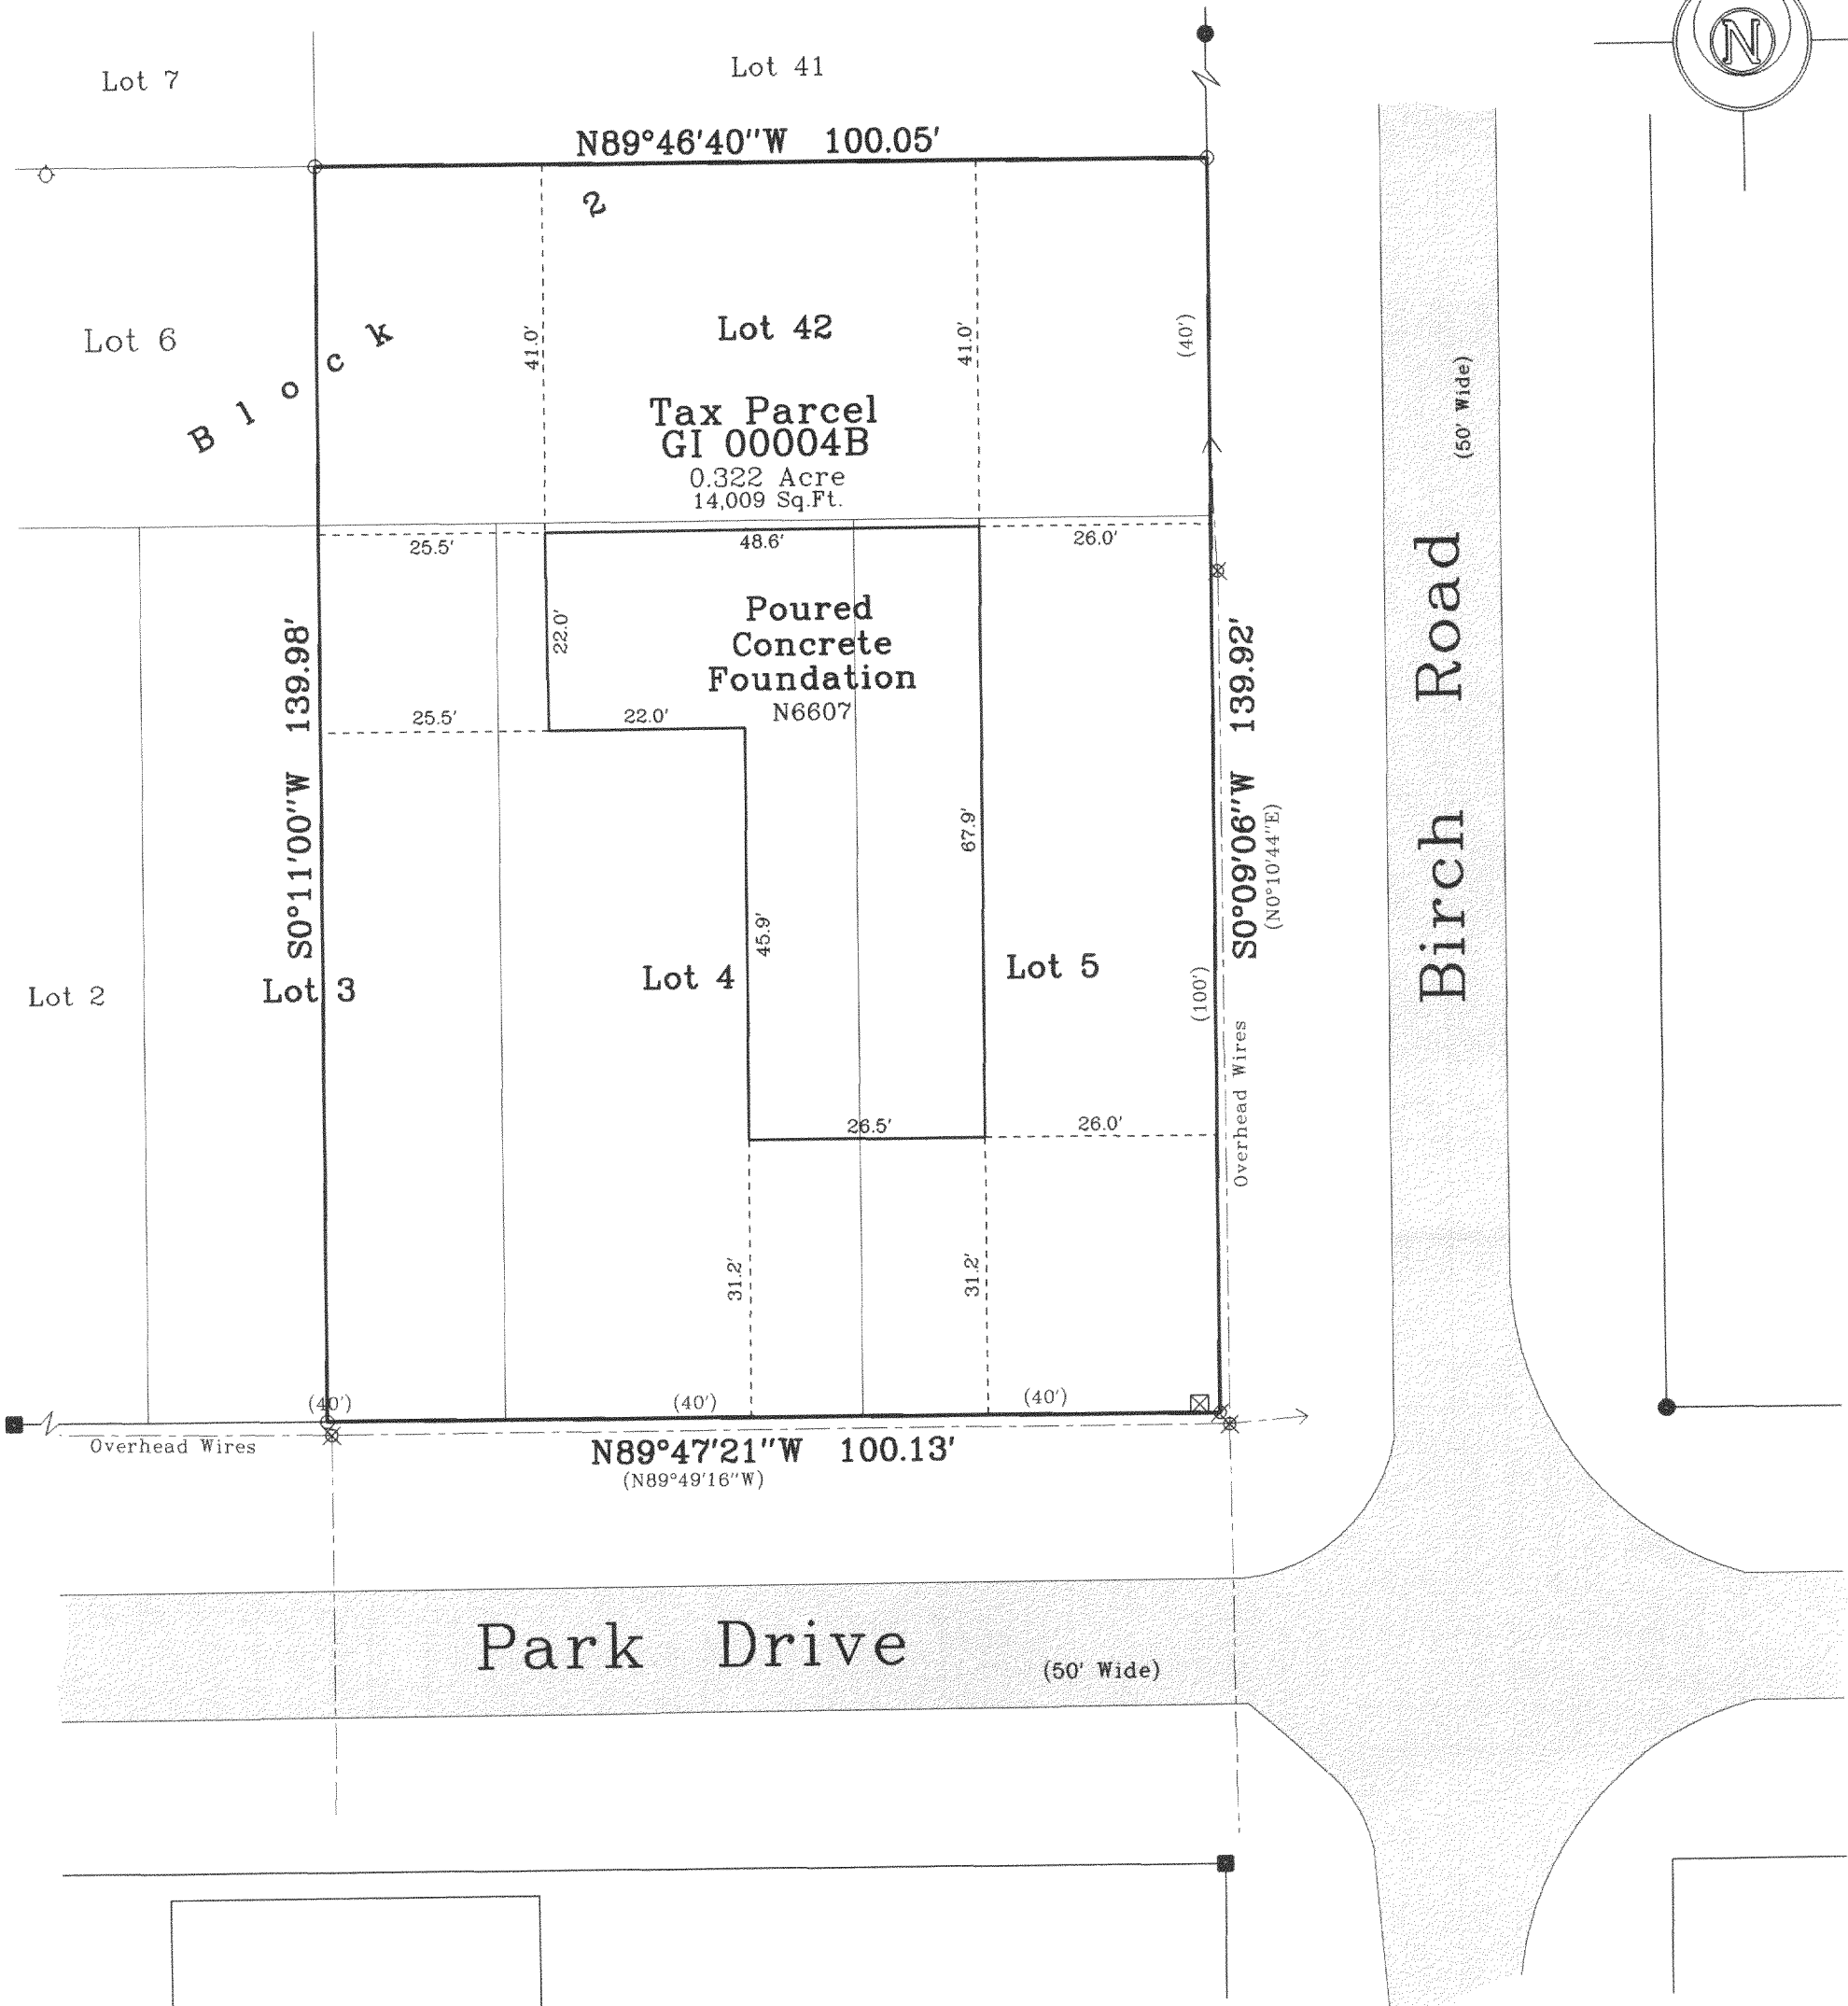 N
Lot 7
Lot 41
N89°46'40"W 100.05'
2
Lot 6
Block
41.0'
Lot 42
41.0'
(40')
(50' Wide)
Tax Parcel
GI 00004B
0.322 Acre
14,009 Sq.Ft.
25.5'
48.6'
26.0'
22.0'
Poured
Concrete
Foundation
N6607
25.5'
22.0'
S0°11'00"W 139.98'
67.9'
S0°09'06"W 139.92'
(N0°10'44"E)
Birch Road
45.9'
Lot 2
Lot 3
Lot 4
Lot 5
(100')
Overhead Wires
26.5'
26.0'
31.2'
31.2'
(40')
(40')
(40')
Overhead Wires
N89°47'21"W 100.13'
(N89°49'16"W)
Park Drive
(50' Wide)